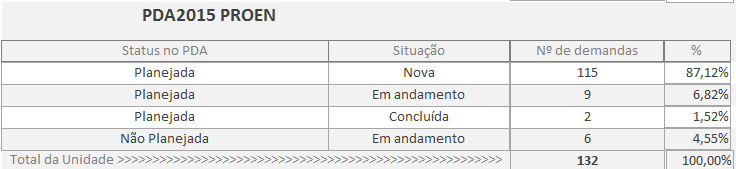 PDA2015 PROEN
Status no PDA Situação Nº de demandas %
Planejada Nova 115 87,12%
Planejada Em andamento 9 6,82%
Planejada Concluída 2 1,52%
Não Planejada Em andamento 6 4,55%
Total da Unidade >>>>>>>>>>>>>>>>>>>>>>>>>>>>>>>>>>>>>>>>>>>>>>>>>>>>>> 132 100,00%